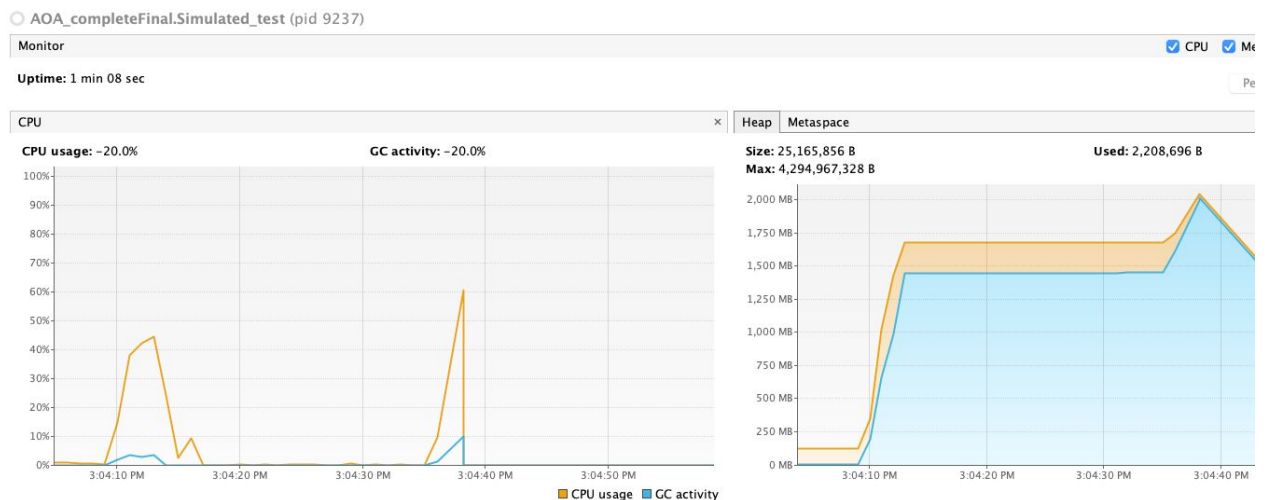 AOA_completeFinal.Simulated_test (pid 9237)
Monitor
CPU Me
Uptime: 1 min 08 sec
Pe
CPU × Heap Metaspace
CPU usage: -20.0% GC activity: -20.0% Size: 25,165,856 B Used: 2,208,696 B
Max: 4,294,967,328 B
100%
90%
80%
70%
60%
50%
40%
30%
20%
10%
0%
3:04:10 PM 3:04:20 PM 3:04:30 PM 3:04:40 PM 3:04:50 PM
CPU usage GC activity
2,000 MB
1,750 MB
1,500 MB
1,250 MB
1,000 MB
750 MB
500 MB
250 MB
0 MB
3:04:10 PM 3:04:20 PM 3:04:30 PM 3:04:40 PM